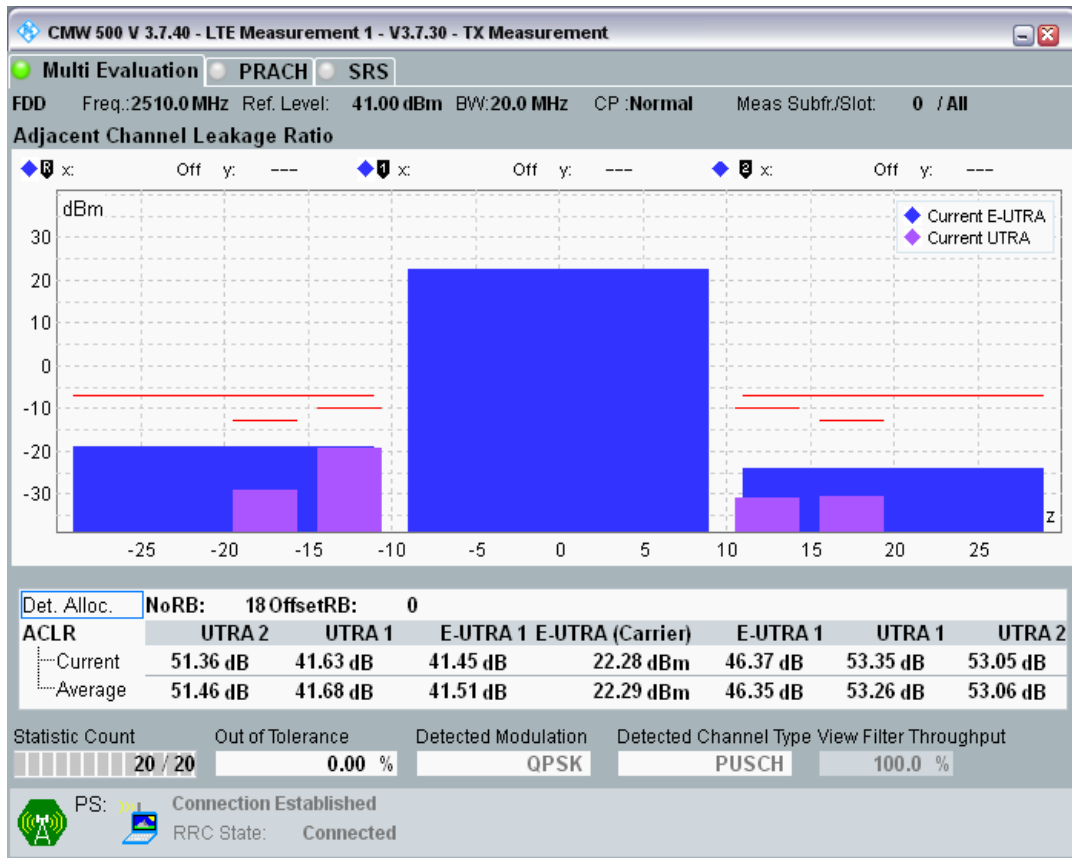 CMW 500 V 3.7.40 - LTE Measurement 1 - V3.7.30 - TX Measurement
Multi Evaluation PRACH SRS
FDD Freq.:2510.0 MHz Ref. Level: 41.00 dBm BW:20.0 MHz CP :Normal Meas Subfr./Slot: 0 / All
Adjacent Channel Leakage Ratio
R x: Off y: --- 1 x: Off y: --- 2 x: Off y: ---
dBm
Current E-UTRA
Current UTRA
30
20
10
0
-10
-20
-30
z
-25 -20 -15 -10 -5 0 5 10 15 20 25
Det. Alloc. NoRB: 18 OffsetRB: 0
ACLR UTRA 2 UTRA 1 E-UTRA 1 E-UTRA (Carrier) E-UTRA 1 UTRA 1 UTRA 2
Current 51.36 dB 41.63 dB 41.45 dB 22.28 dBm 46.37 dB 53.35 dB 53.05 dB
Average 51.46 dB 41.68 dB 41.51 dB 22.29 dBm 46.35 dB 53.26 dB 53.06 dB
Statistic Count Out of Tolerance Detected Modulation Detected Channel Type View Filter Throughput
20 / 20 0.00 % QPSK PUSCH 100.0 %
PS: Connection Established
RRC State: Connected